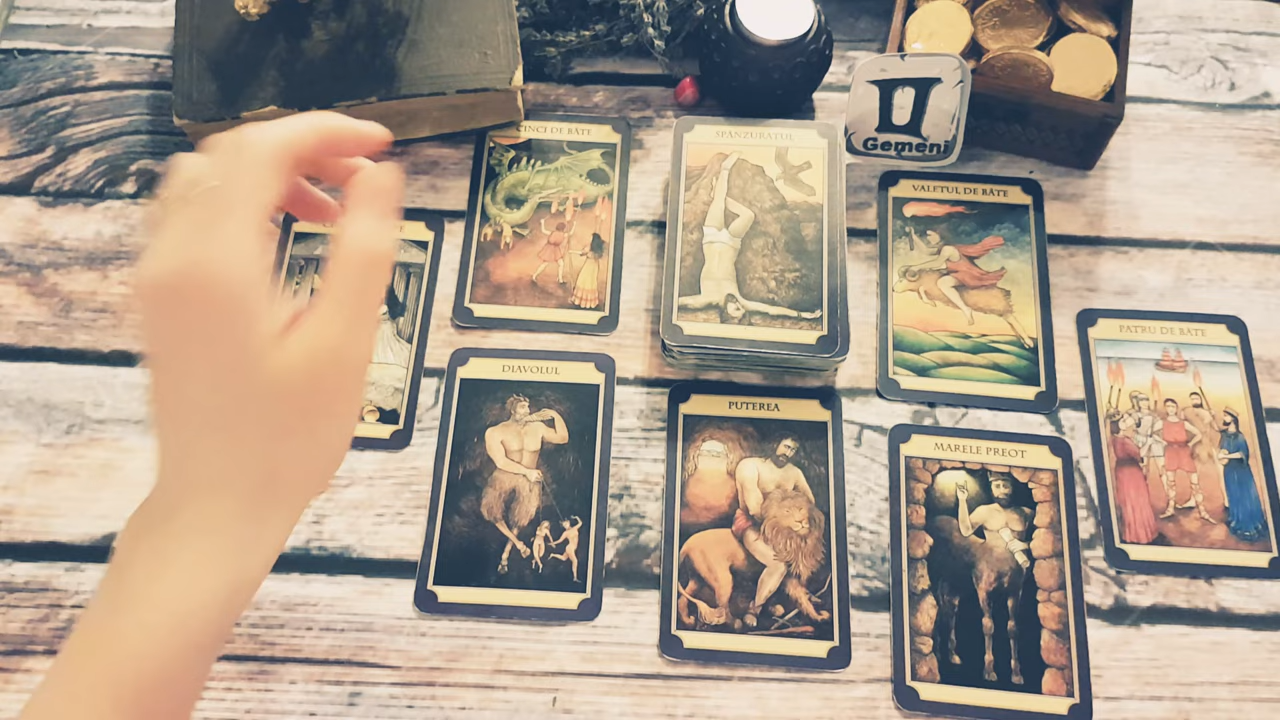 CINCI DE BÂTE
SPÂNZURATUL
Gemeni
VALETUL DE BÂTE
PATRU DE BÂTE
DIAVOLUL
PUTEREA
MARELE PREOT